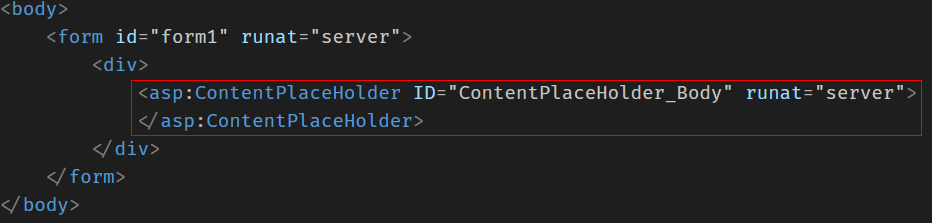 <body>
<form id="form1" runat="server">
<div>
<asp:ContentPlaceHolder ID="ContentPlaceHolder_Body" runat="server">
</asp:ContentPlaceHolder>
</div>
</form>
</body>